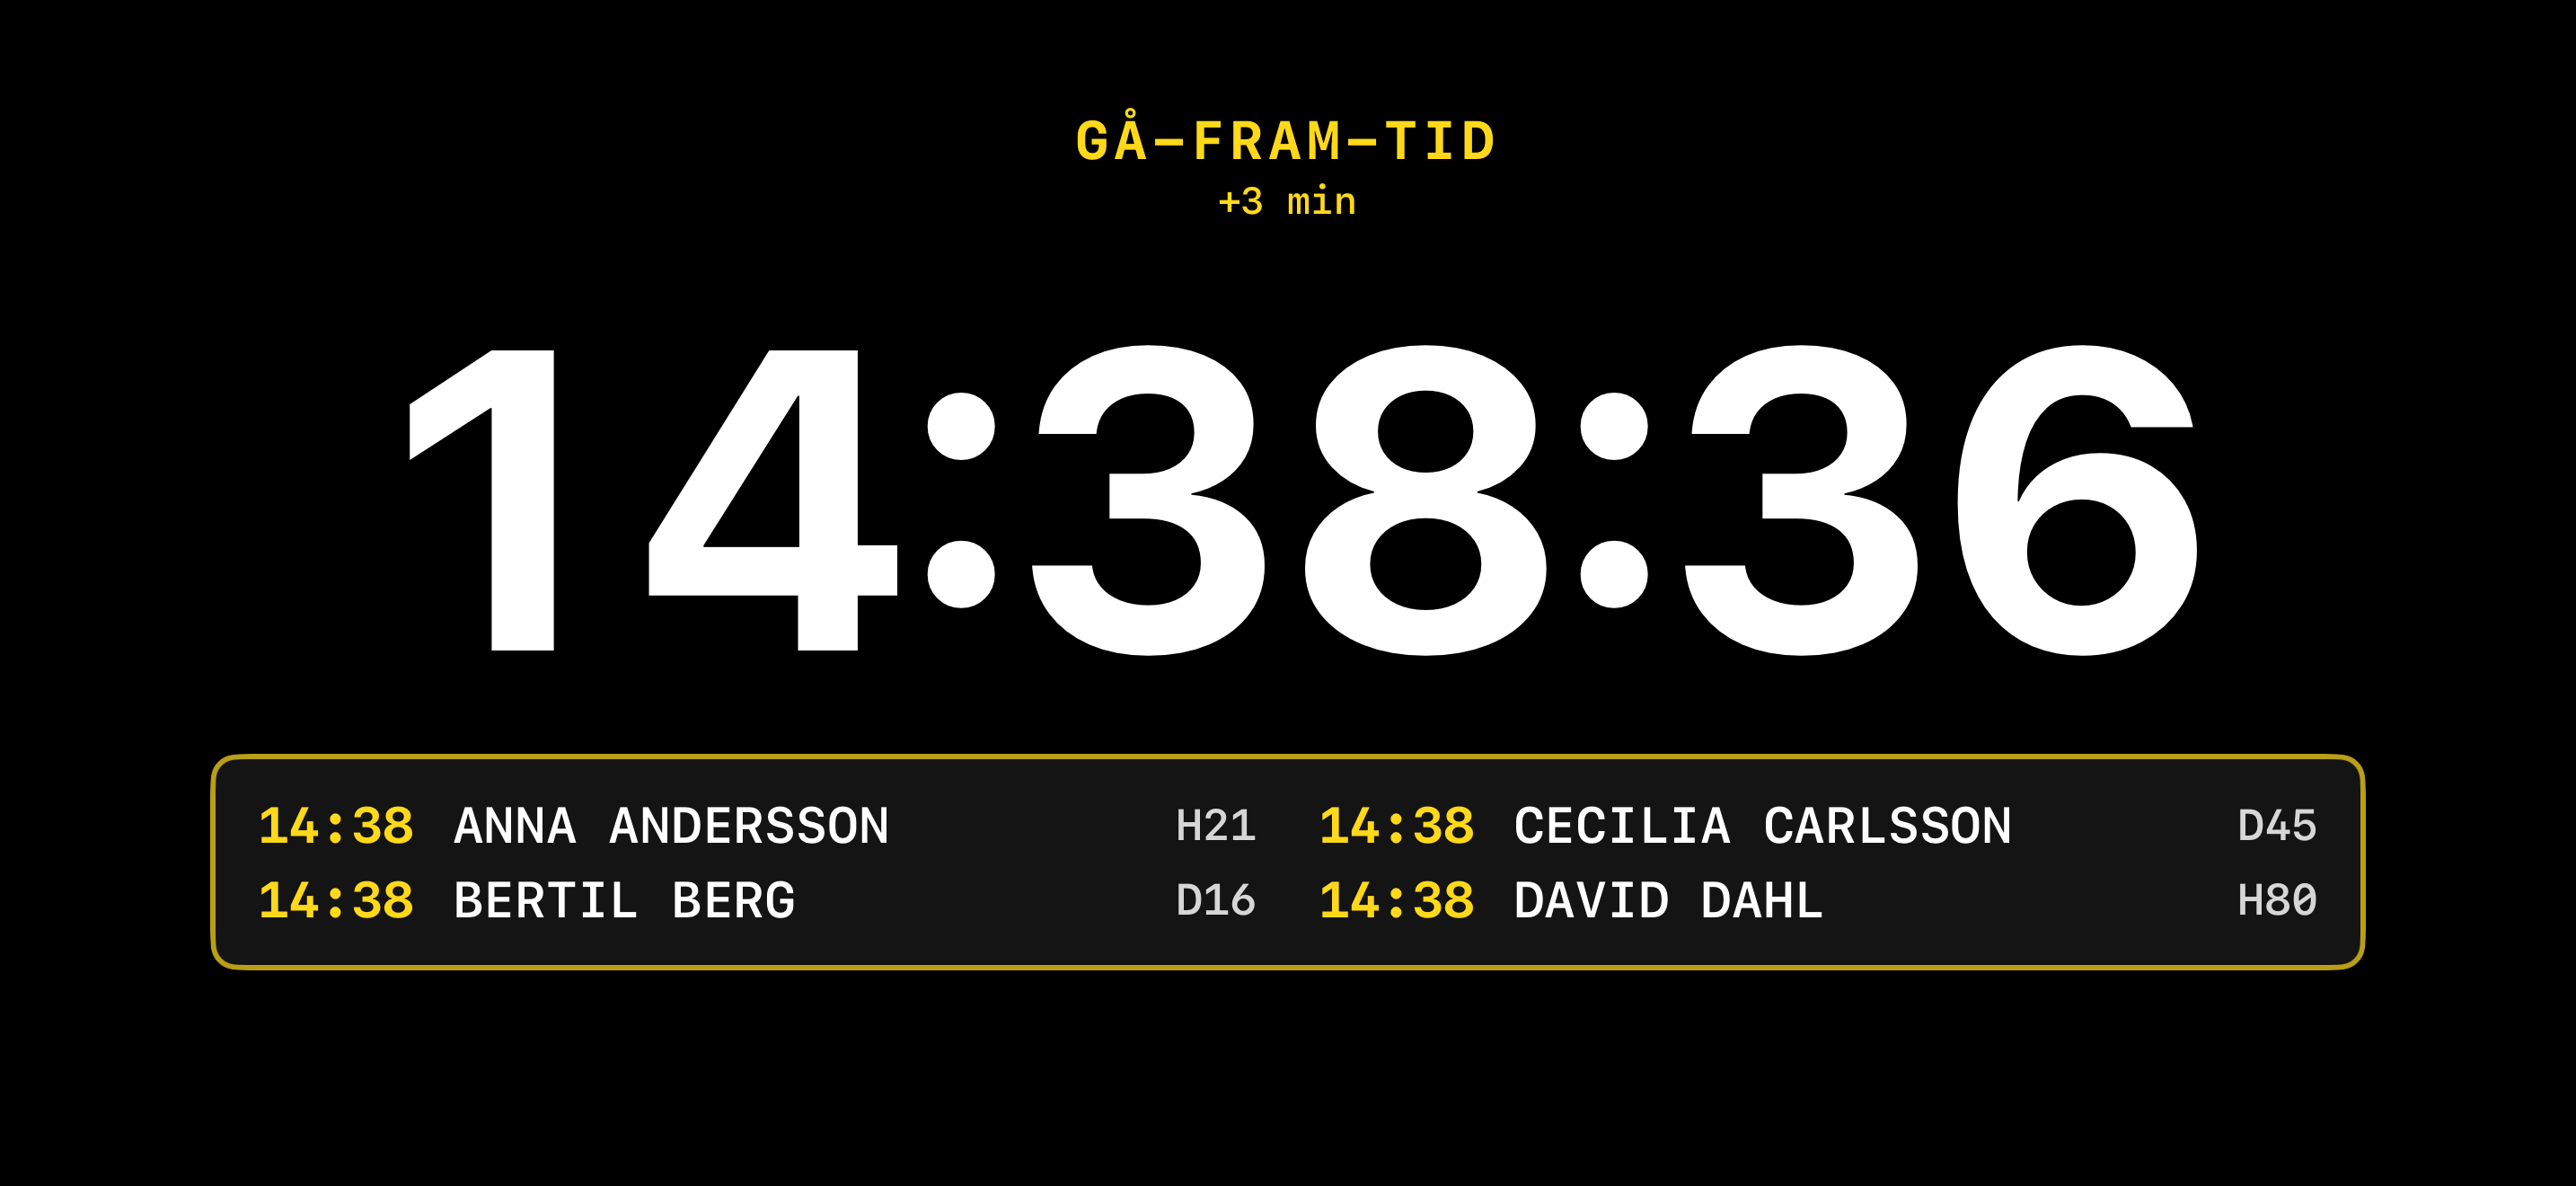 GÅ-FRAM-TID
+3 min
14:38:36
14:38 ANNA ANDERSSON H21 14:38 CECILIA CARLSSON D45
14:38 BERTIL BERG D16 14:38 DAVID DAHL H80